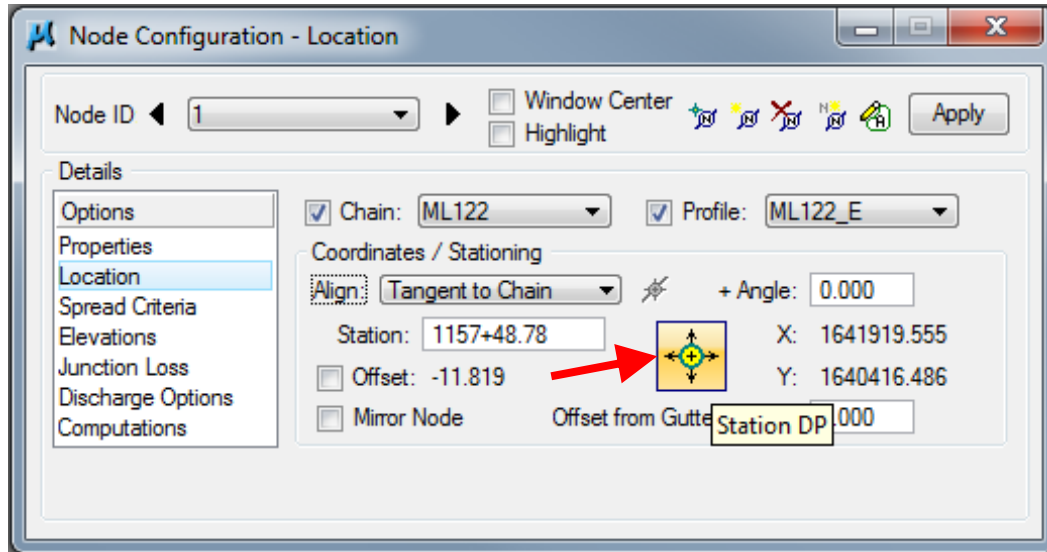 Node Configuration - Location
Node ID 1 Window Center
Highlight
Apply
Details
Options
Properties
Location
Spread Criteria
Elevations
Junction Loss
Discharge Options
Computations
Chain: ML122 Profile: ML122_E
Coordinates / Stationing
Align: Tangent to Chain + Angle: 0.000
Station: 1157+48.78 X: 1641919.555
Offset: -11.819 Y: 1640416.486
Mirror Node Offset from Gutte .000
Station DP